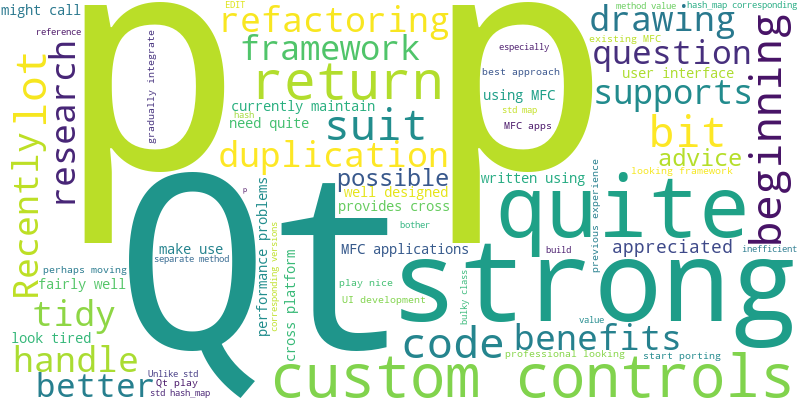 might call
reference
research
lot
Recently
gradually integrate
p
EDIT
refactoring
framework
return
currently maintain
need quite
hash
suit
duplication
possible
well designed
provides cross
p
especially
best approach
using MFC
std map
MFC apps
written using
method value
hash_map corresponding
drawing
existing MFC
question
user interface
supports
bit
advice
looking framework
beginning
Qt
p
make use
separate method
performance problems
corresponding versions
cross platform
MFC applications
bother
play nice
UI development
quite
strong
bulky class
build
previous experience
appreciated
inefficient
perhaps moving
fairly well
tidy
look tired
handle
better
Unlike std
Qt play
std hash_map
code
benefits
value
professional looking
start porting
custom controls